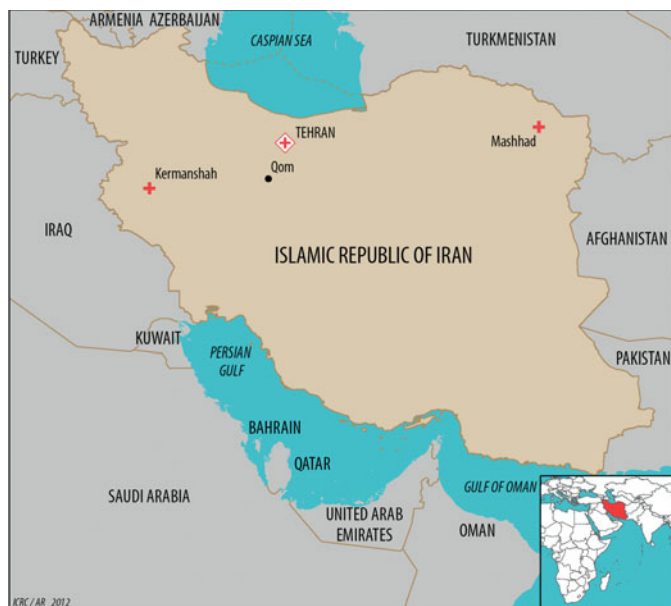 ARMENIA AZERBAIJAN
CASPIAN SEA
TURKMENISTAN
TURKEY
TEHRAN
Mashhad
Kermanshah
Qom
IRAQ
AFGHANISTAN
ISLAMIC REPUBLIC OF IRAN
KUWAIT
PERSIAN
GULF
PAKISTAN
BAHRAIN
QATAR
GULF OF OMAN
SAUDI ARABIA
UNITED ARAB
EMIRATES
OMAN
ICRC / AR 2012